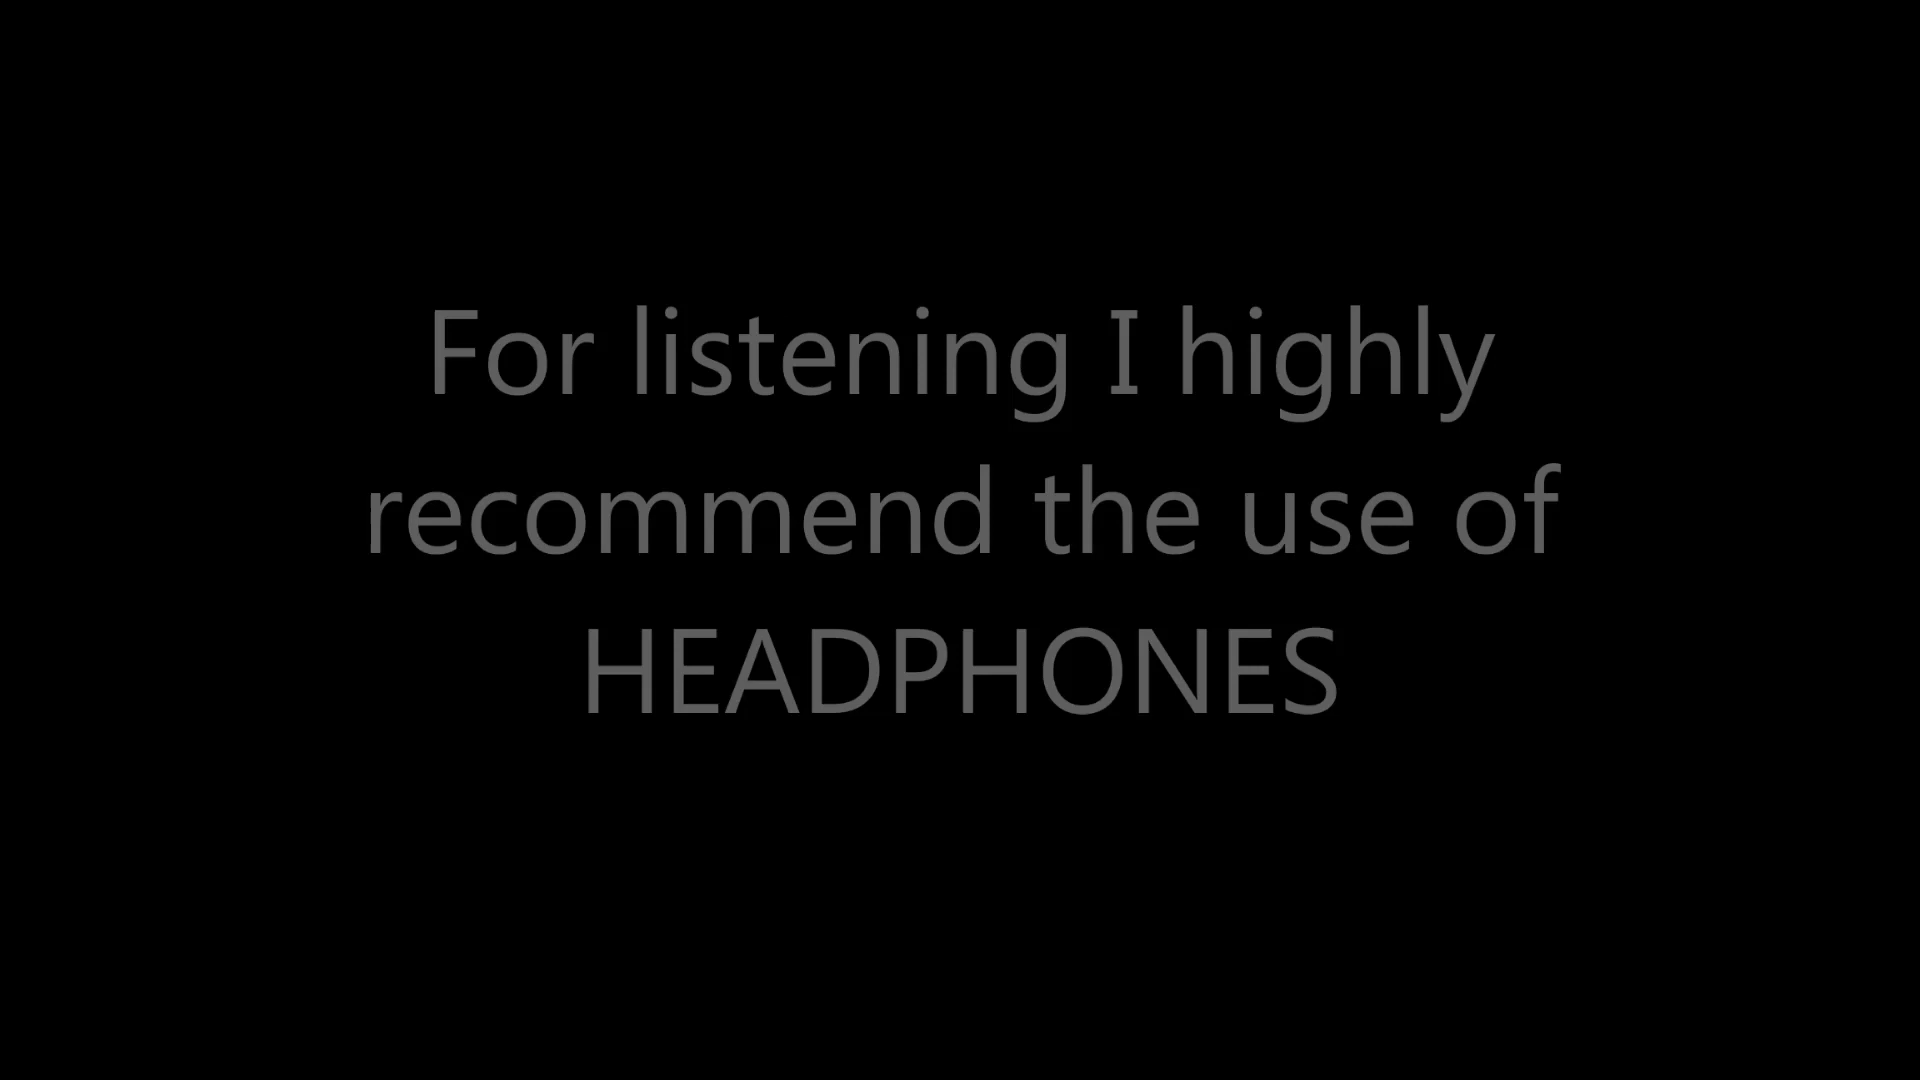 For listening I highly
recommend the use of
HEADPHONES